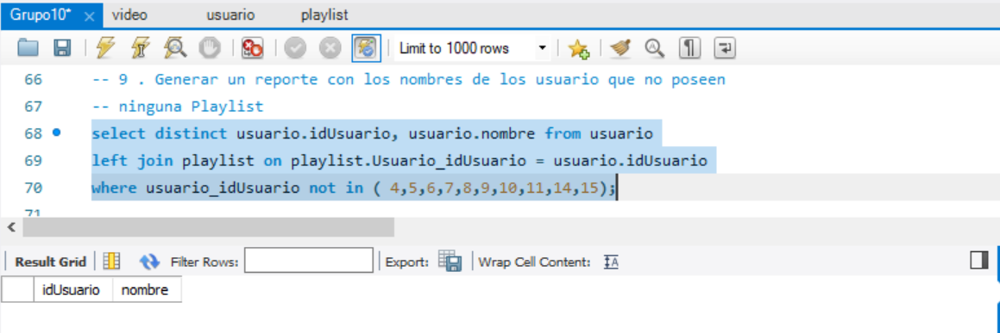 Grupo10* × video usuario playlist
Limit to 1000 rows
66 -- 9 . Generar un reporte con los nombres de los usuario que no poseen
67 -- ninguna Playlist
68 select distinct usuario.idUsuario, usuario.nombre from usuario
69 left join playlist on playlist.Usuario_idUsuario = usuario.idUsuario
70 where usuario_idUsuario not in ( 4,5,6,7,8,9,10,11,14,15);
71
Result Grid Filter Rows: Export: Wrap Cell Content: IA
idUsuario nombre